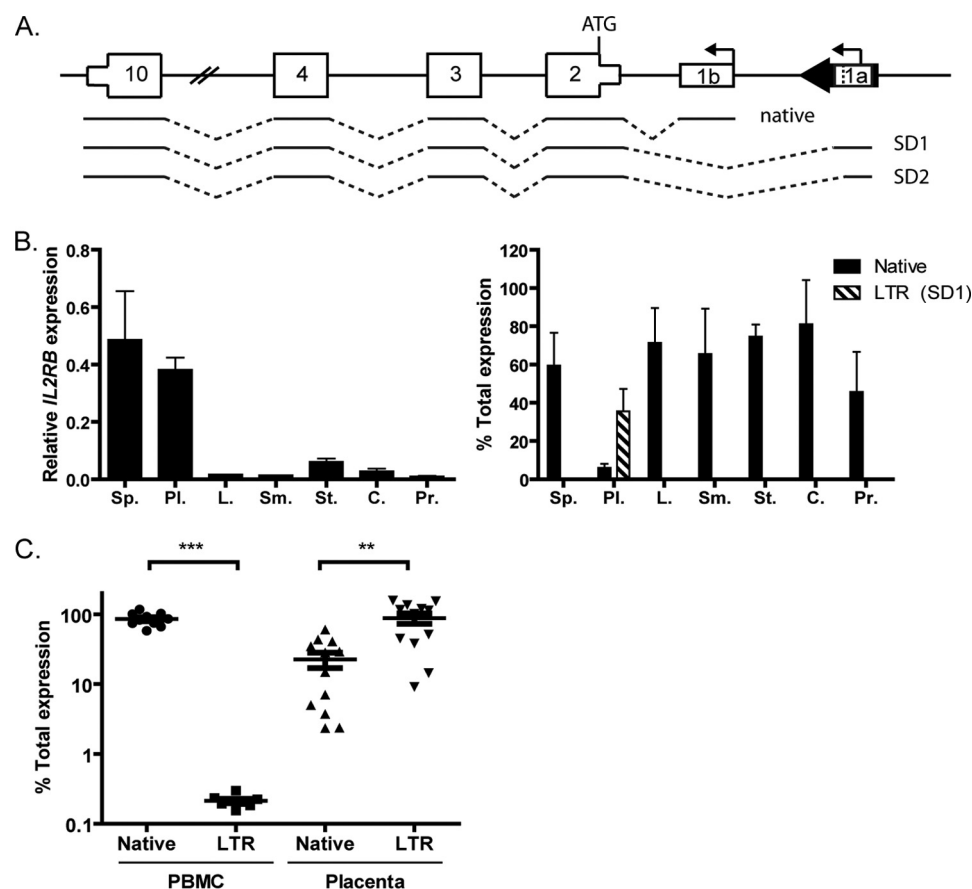 A.
ATG
10 4 3 2 1b 1a
native
SD1
SD2
B.
Relative IL2RB expression
0.8
0.6
0.4
0.2
0.0
Sp. Pl. L. Sm. St. C. Pr.
% Total expression
120
100
80
60
40
20
0
Sp. Pl. L. Sm. St. C. Pr.
Native
LTR (SD1)
C.
*** **
% Total expression
100
10
1
0.1
Native LTR Native LTR
PBMC Placenta